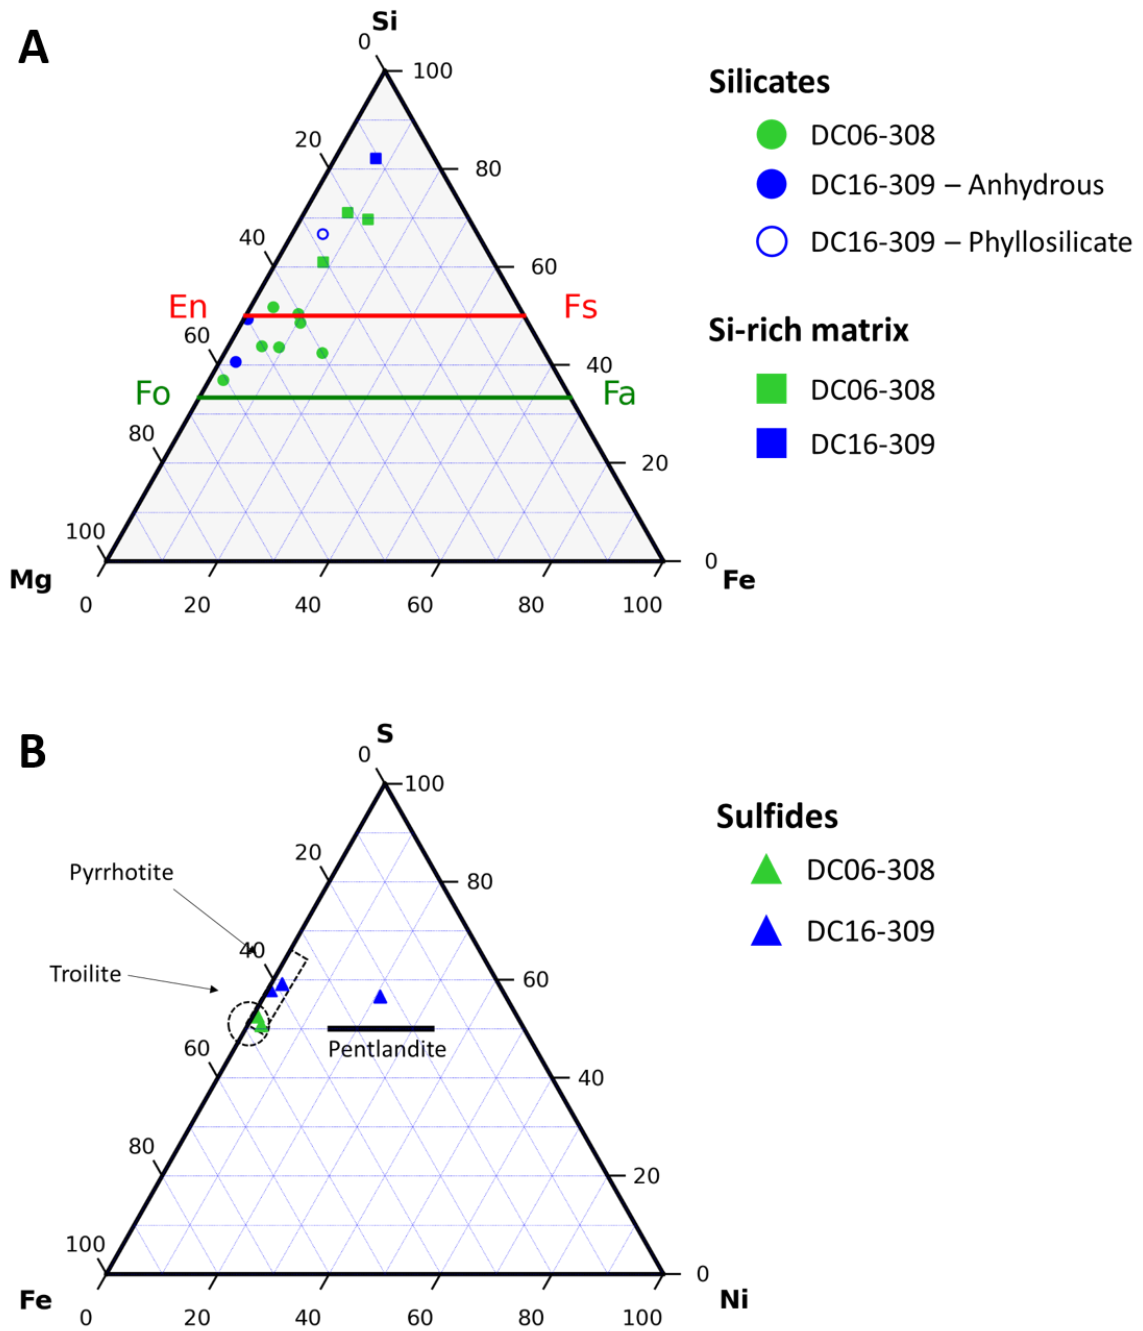 A
Si
0
100
20
80
40
60
En
Fs
60
40
Fo
Fa
80
20
100
0
Mg
Fe
0 20 40 60 80 100
Silicates
DC06-308
DC16-309 – Anhydrous
DC16-309 – Phyllosilicate
Si-rich matrix
DC06-308
DC16-309
B
S
0
100
20
80
Pyrrhotite
40
60
Troilite
Pentlandite
60
40
80
20
100
0
Fe
Ni
0 20 40 60 80 100
Sulfides
DC06-308
DC16-309